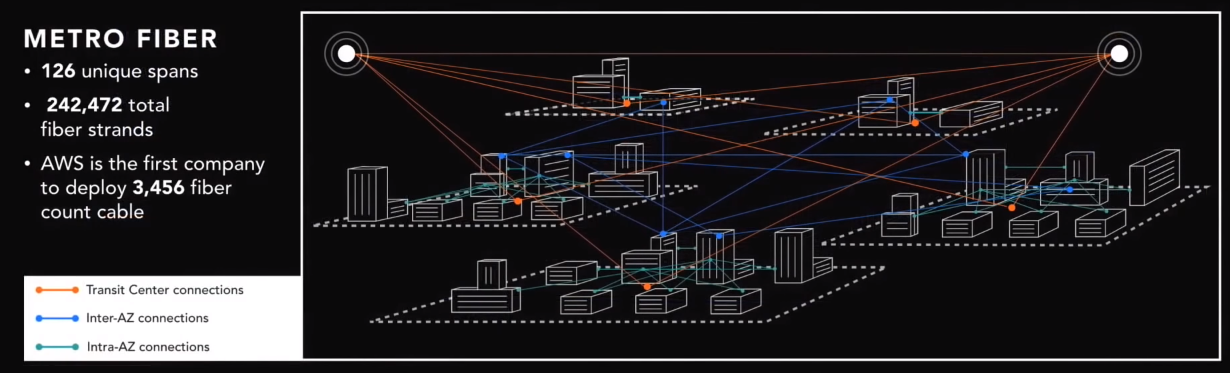 METRO FIBER
• 126 unique spans
• 242,472 total
fiber strands
• AWS is the first company
to deploy 3,456 fiber
count cable
Transit Center connections
Inter-AZ connections
Intra-AZ connections